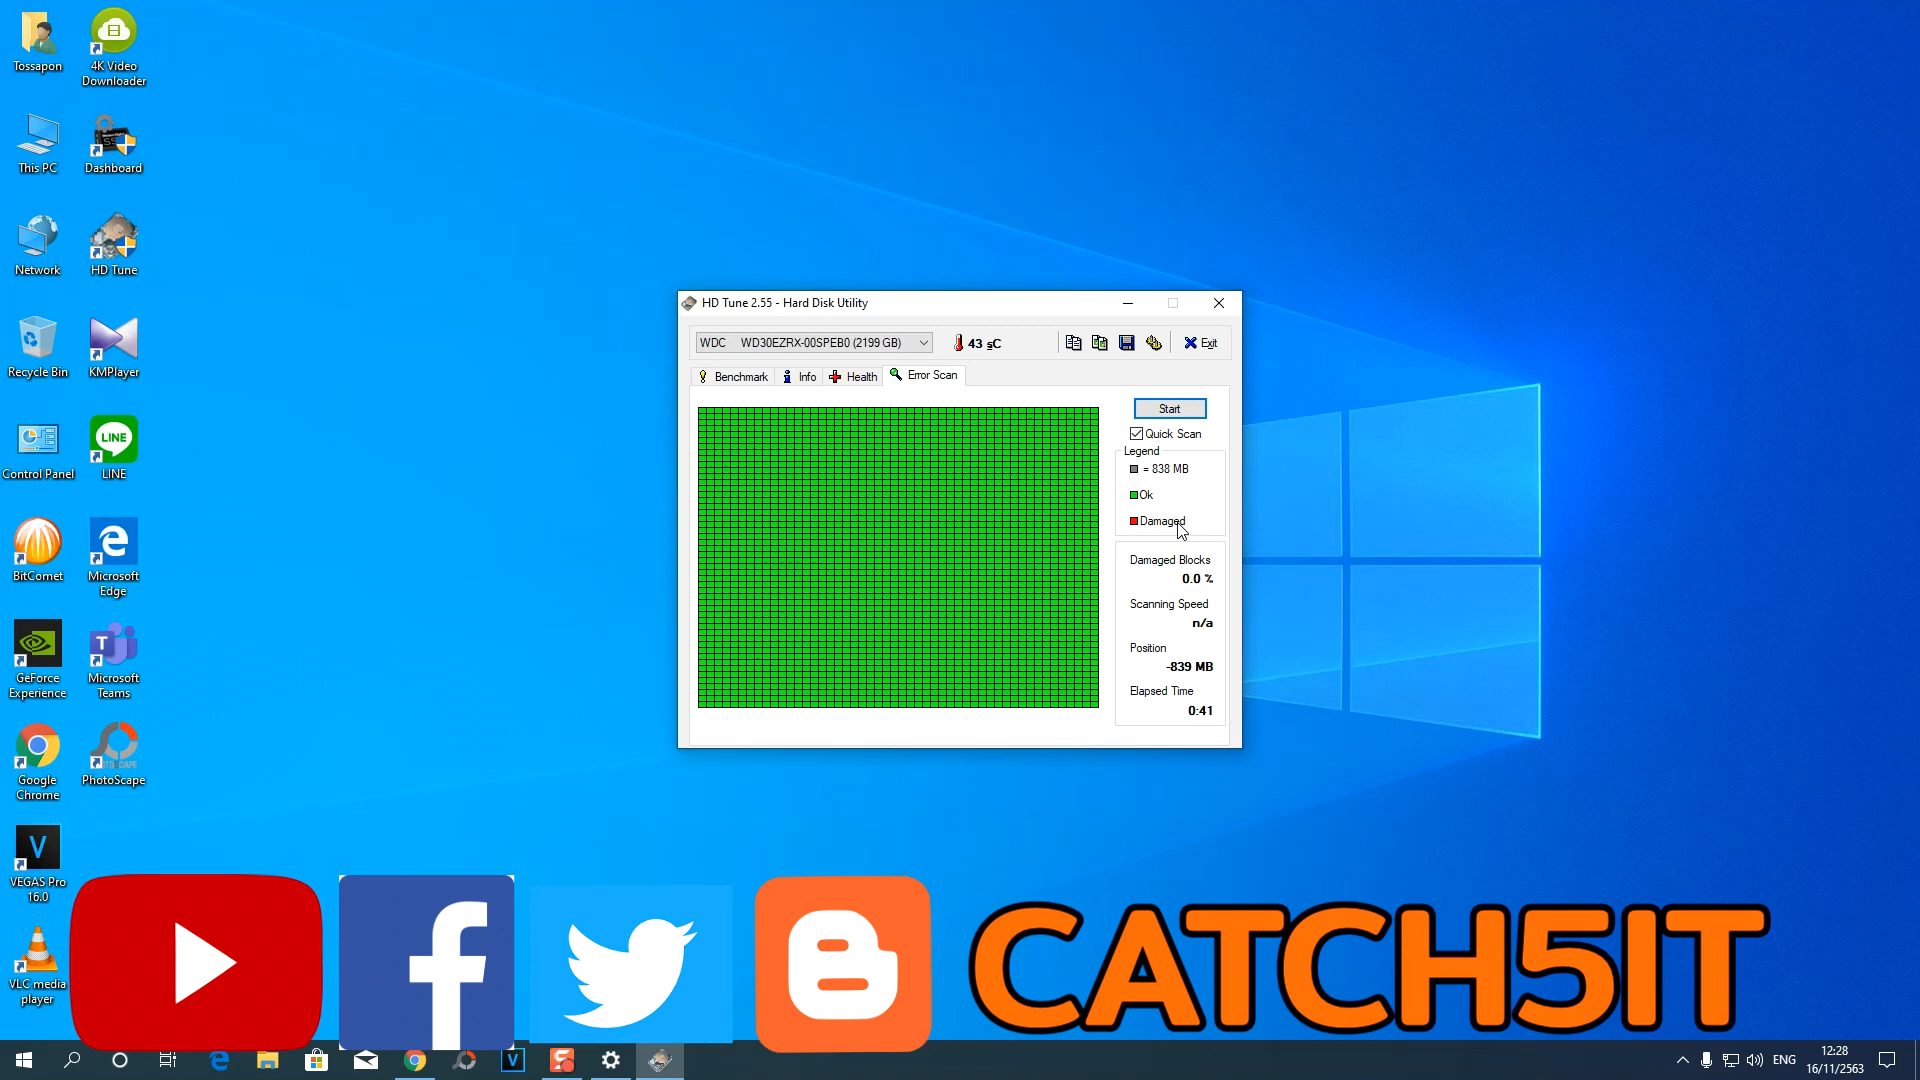 Tossapon
4K Video
Downloader
This PC
Dashboard
Network
HD Tune
Recycle Bin
KMPlayer
Control Panel
LINE
LINE
BitComet
Microsoft
Edge
GeForce
Experience
Microsoft
Teams
Google
Chrome
PhotoScape
VEGAS Pro
16.0
VLC media
player
HD Tune 2.55 - Hard Disk Utility
WDC WD30EZRX-00SPEB0 (2199 GB)
43 ยฐC
Exit
Benchmark
Info
Health
Error Scan
Start
Quick Scan
Legend
= 838 MB
Ok
Damaged
Damaged Blocks
0.0 %
Scanning Speed
n/a
Position
-839 MB
Elapsed Time
0:41
CATCH5IT
ENG
12:28
16/11/2563